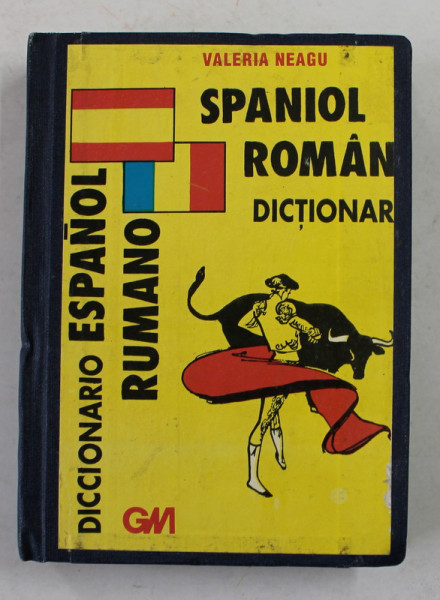 VALERIA NEAGU
SPANIOL
ROMÂN
DICȚIONAR
DICCIONARIO ESPAÑOL
RUMANO
GM